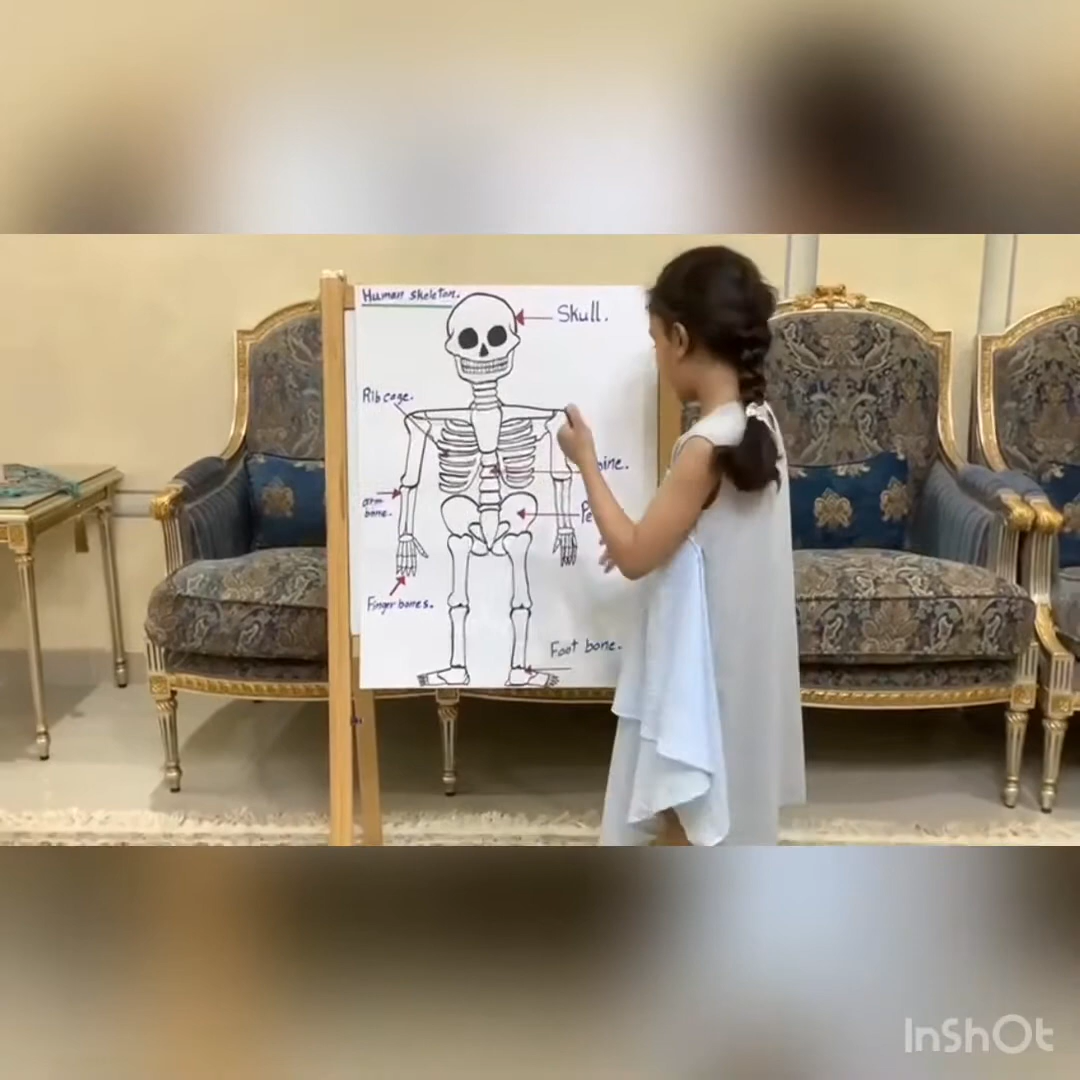 Human skeleton.
Skull.
Rib cage.
arm
bone.
Finger bones.
Foot bone.
InShOt